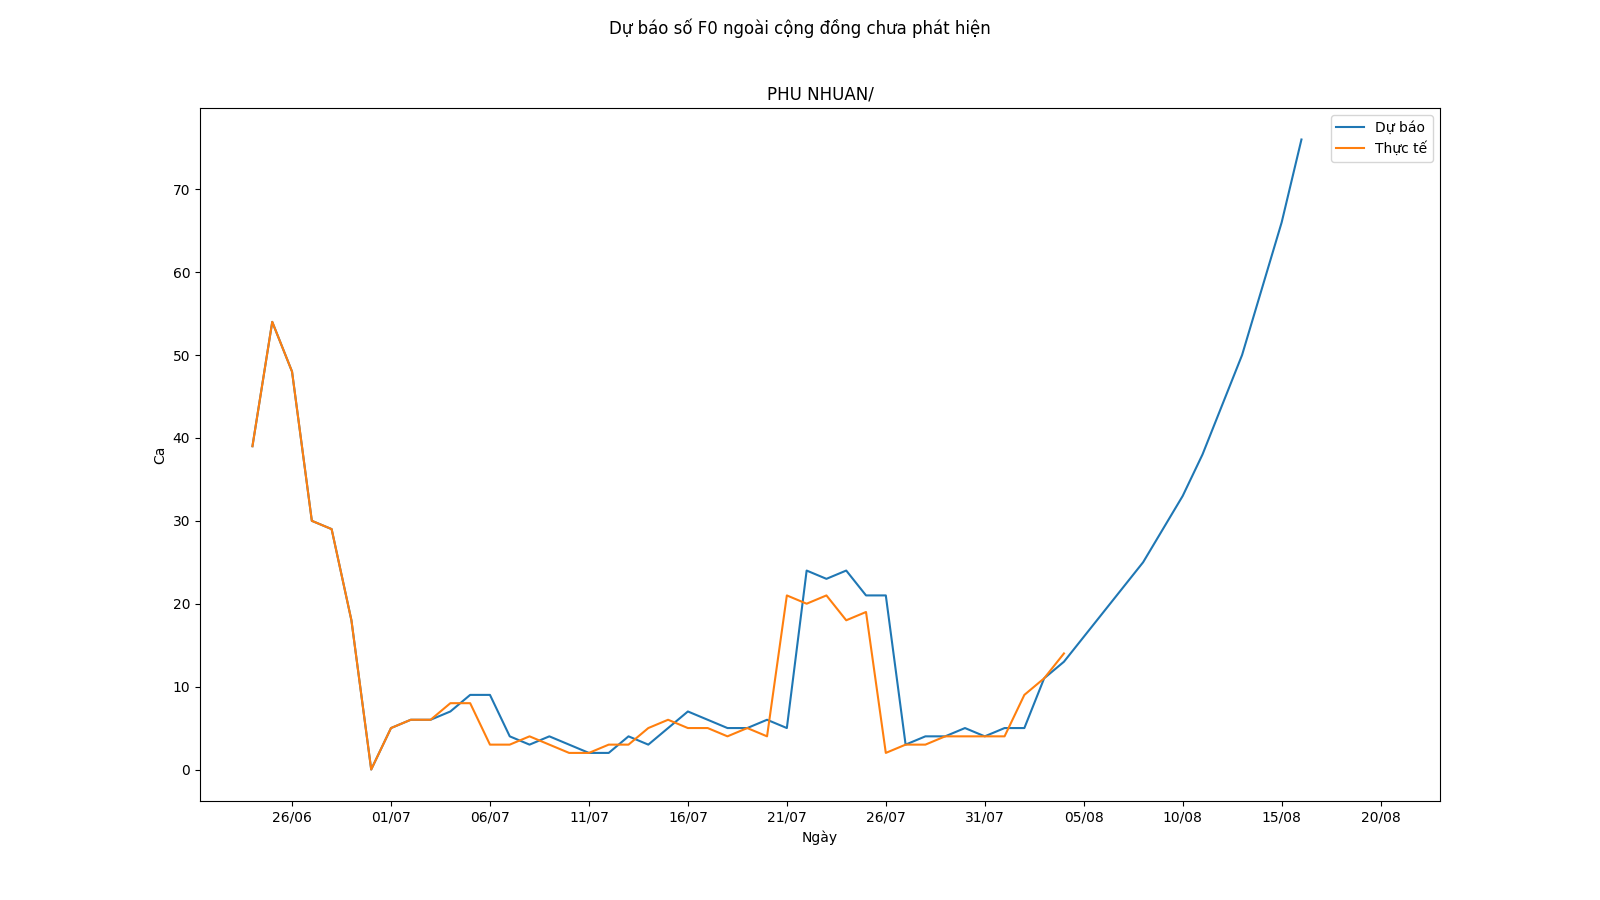 Dự báo số F0 ngoài cộng đồng chưa phát hiện
PHU NHUAN/
Dự báo
Thực tế
70
60
50
40
30
20
10
0
Ca
26/06 01/07 06/07 11/07 16/07 21/07 26/07 31/07 05/08 10/08 15/08 20/08
Ngày